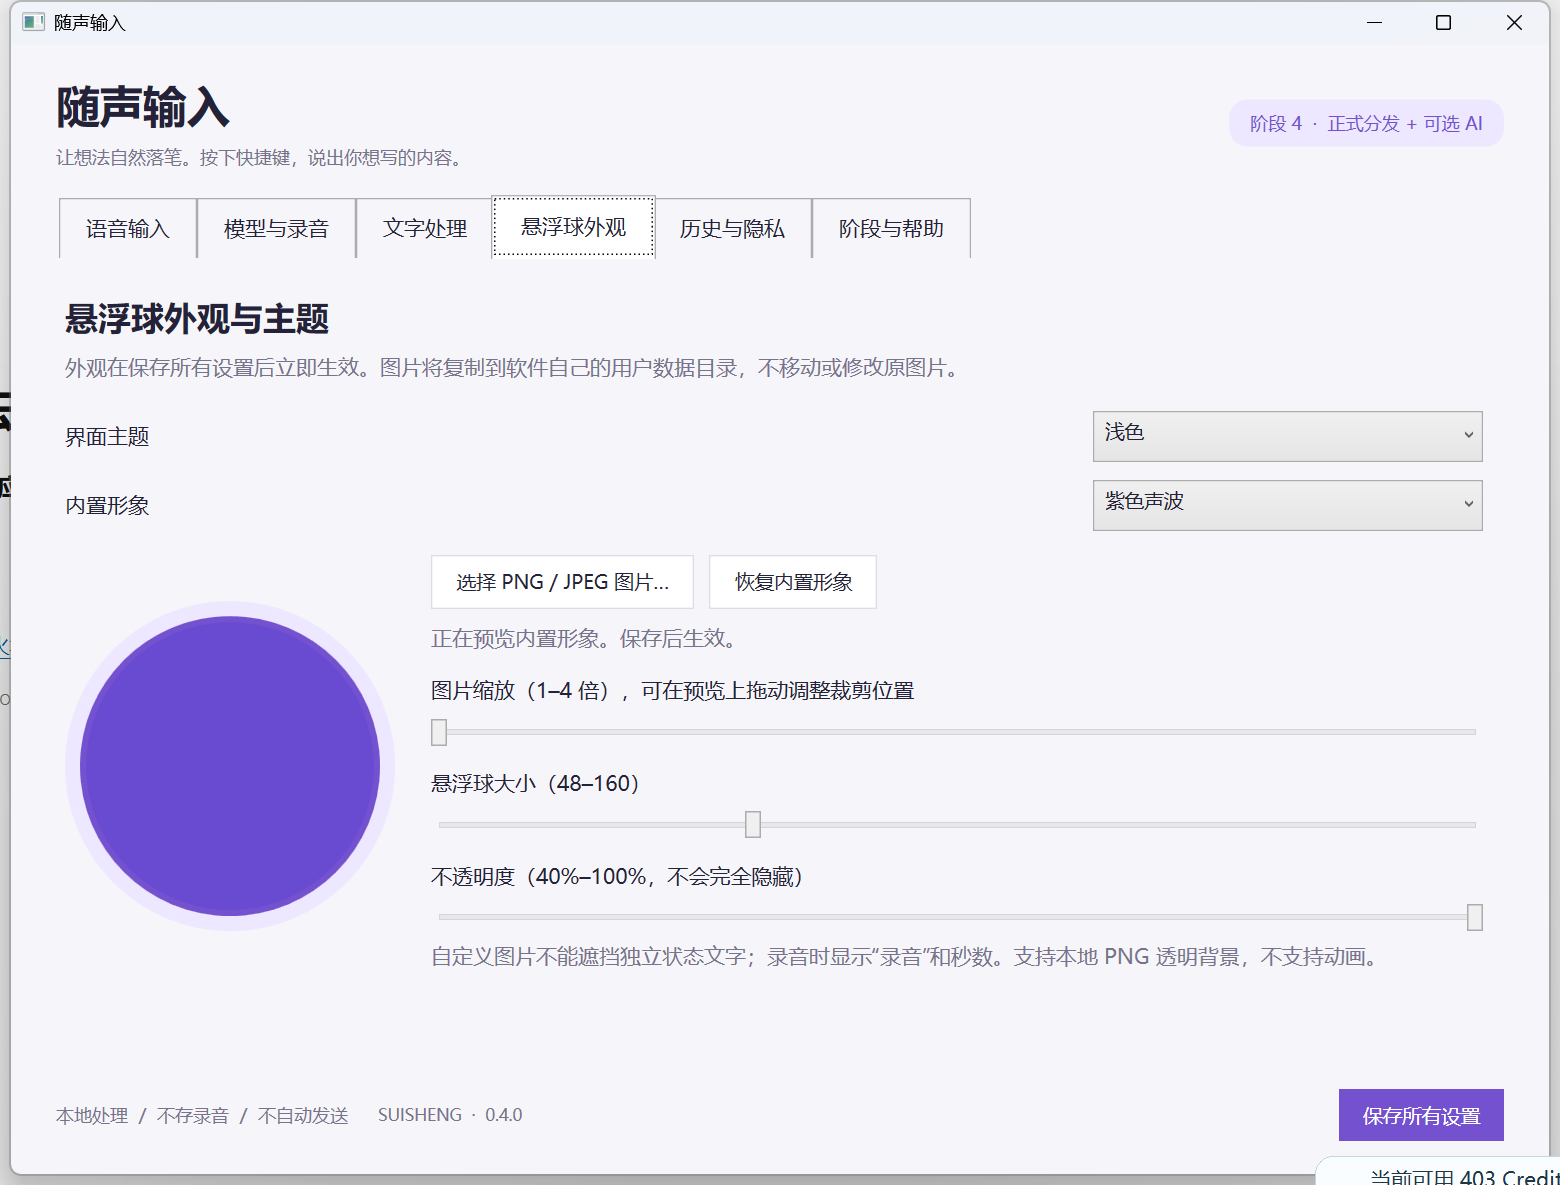 随声输入
随声输入
阶段 4 · 正式分发 + 可选 AI
让想法自然落笔。按下快捷键，说出你想写的内容。
语音输入 模型与录音 文字处理 悬浮球外观 历史与隐私 阶段与帮助
悬浮球外观与主题
外观在保存所有设置后立即生效。图片将复制到软件自己的用户数据目录，不移动或修改原图片。
界面主题 浅色
内置形象 紫色声波
选择 PNG / JPEG 图片... 恢复内置形象
正在预览内置形象。保存后生效。
图片缩放（1–4 倍），可在预览上拖动调整裁剪位置
悬浮球大小（48–160）
不透明度（40%–100%，不会完全隐藏）
自定义图片不能遮挡独立状态文字；录音时显示“录音”和秒数。支持本地 PNG 透明背景，不支持动画。
本地处理 / 不存录音 / 不自动发送 SUISHENG · 0.4.0
保存所有设置
当前可用 403 Credit